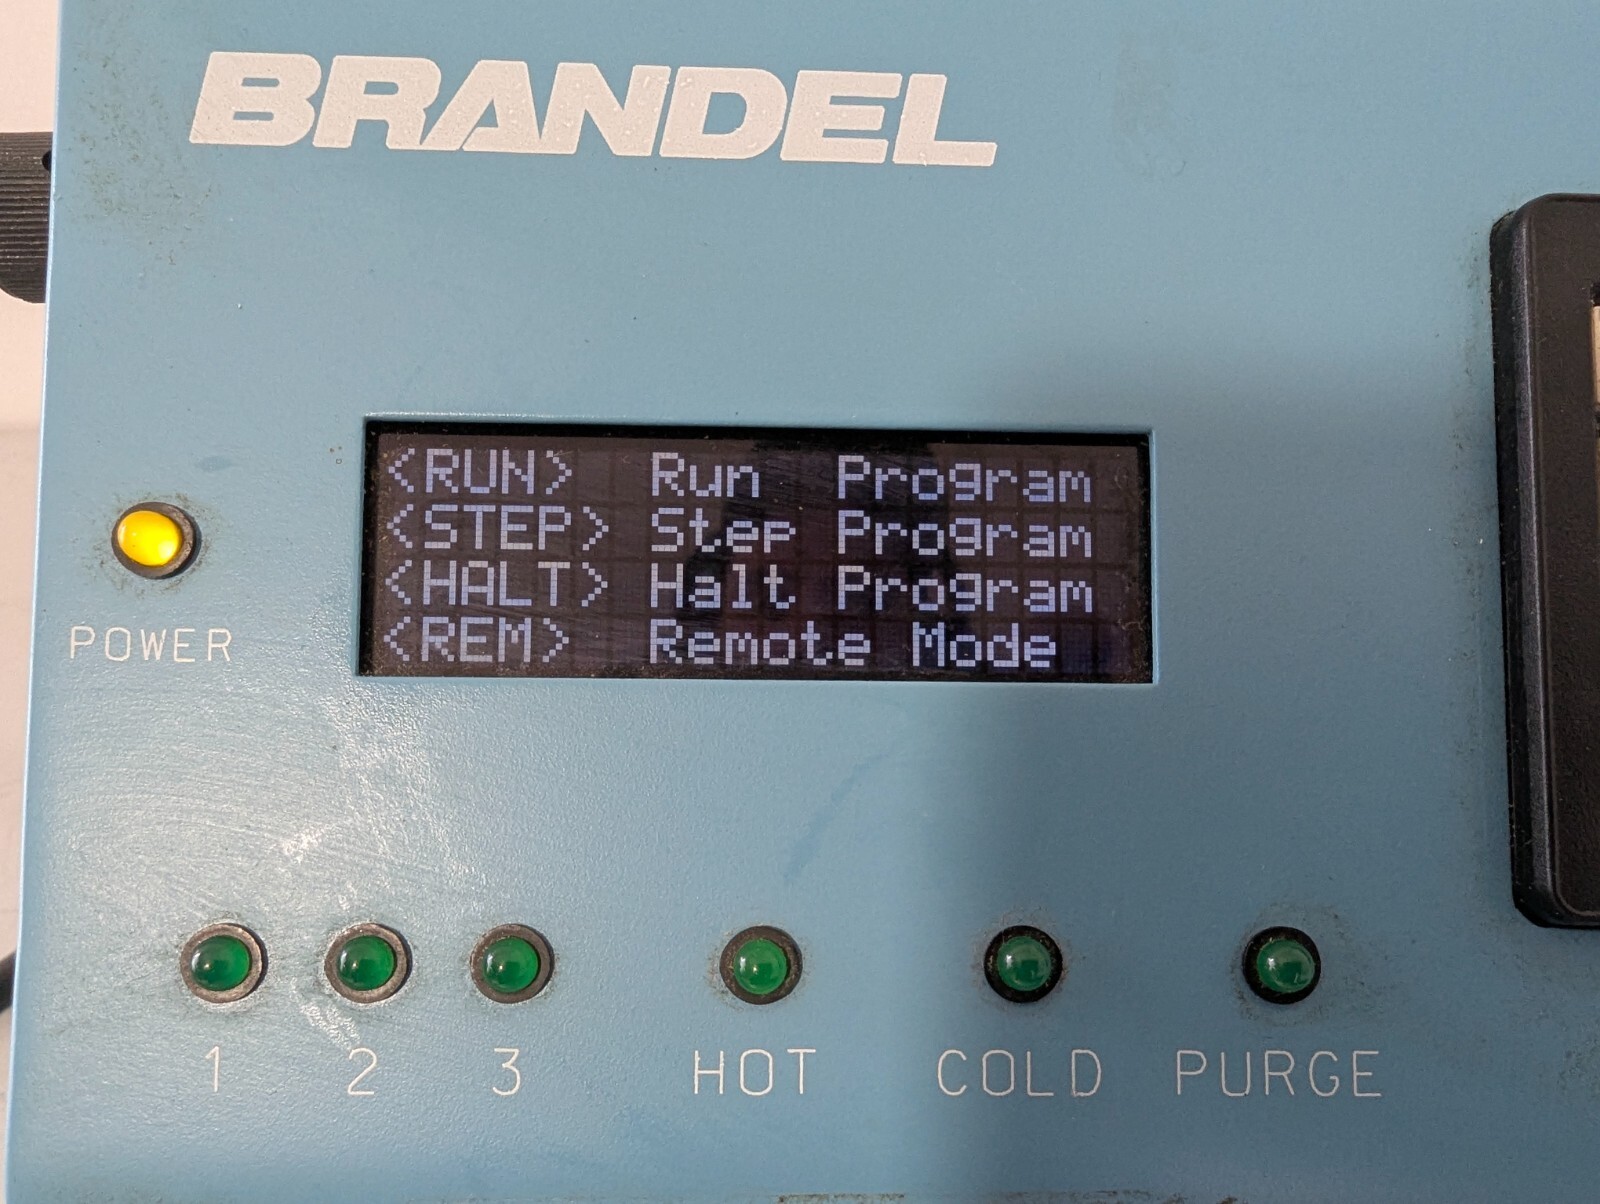 BRANDEL
<RUN> Run Program
<STEP> Step Program
<HALT> Halt Program
<REM> Remote Mode
POWER
1 2 3 HOT COLD PURGE